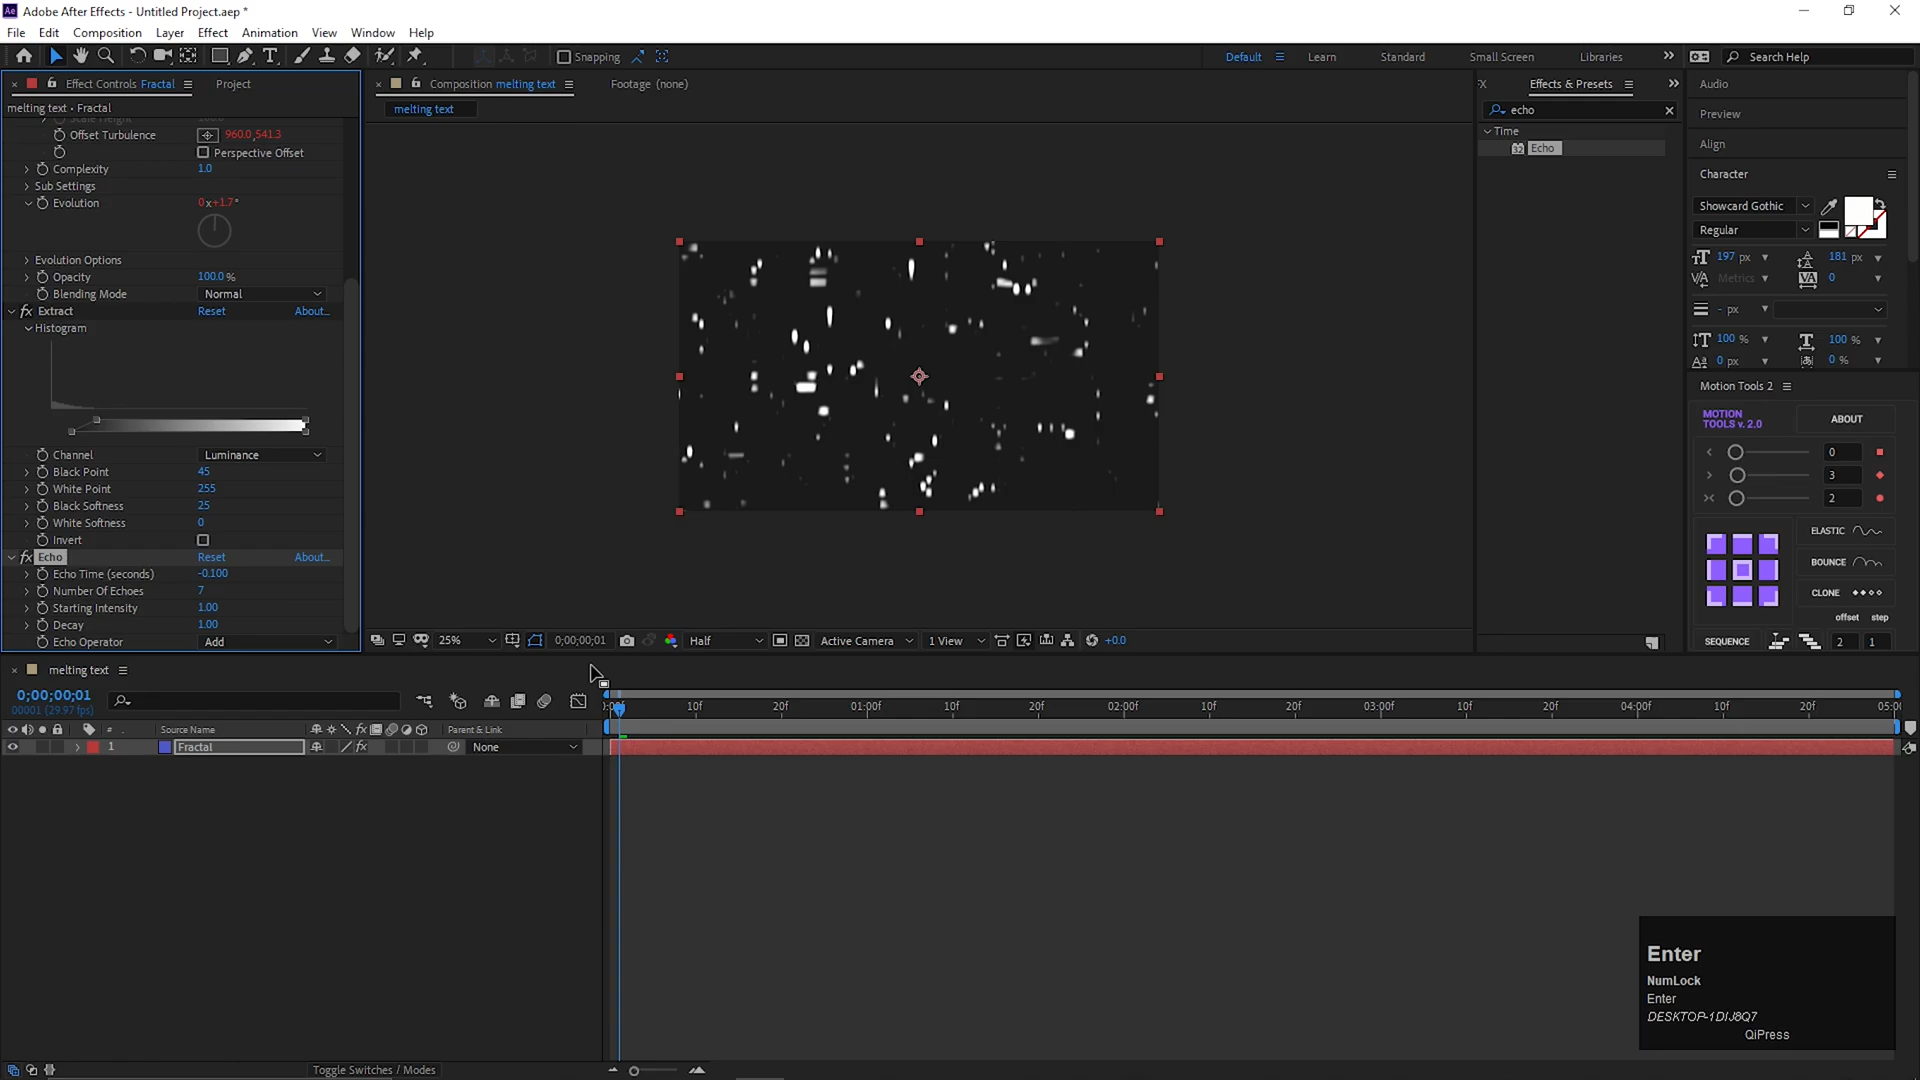 Adobe After Effects - Untitled Project.aep *
File Edit Composition Layer Effect Animation View Window Help
Snapping Default Learn Standard Small Screen Libraries Search Help
Effect Controls Fractal Project
melting text • Fractal
Scale Height
Offset Turbulence 960.0,541.3
Perspective Offset
Complexity 1.0
Sub Settings
Evolution 0x+1.7°
Evolution Options
Opacity 100.0 %
Blending Mode Normal
fx Extract Reset About...
Histogram
Channel Luminance
Black Point 45
White Point 255
Black Softness 25
White Softness 0
Invert
fx Echo Reset About...
Echo Time (seconds) -0.100
Number Of Echoes 7
Starting Intensity 1.00
Decay 1.00
Echo Operator Add
Composition melting text Footage (none)
melting text
25% 0;00;00;01 Half Active Camera 1 View +0.0
Effects & Presets
echo
Time
32 Echo
Audio
Preview
Align
Character
Showcard Gothic
Regular
197 px 181 px
Metrics 0
- px
100 % 100 %
0 px 0 %
Motion Tools 2
MOTION TOOLS v. 2.0 ABOUT
0
3
2
ELASTIC
BOUNCE
CLONE
offset step
SEQUENCE 2 1
melting text
0;00;00;01
00001 (29.97 fps)
10f 20f 01:00f 10f 20f 02:00f 10f 20f 03:00f 10f 20f 04:00f 10f 20f 05:0
# Source Name fx Parent & Link
1 Fractal fx None
Toggle Switches / Modes
Enter
NumLock
Enter
DESKTOP-1DIJ8Q7
QiPress